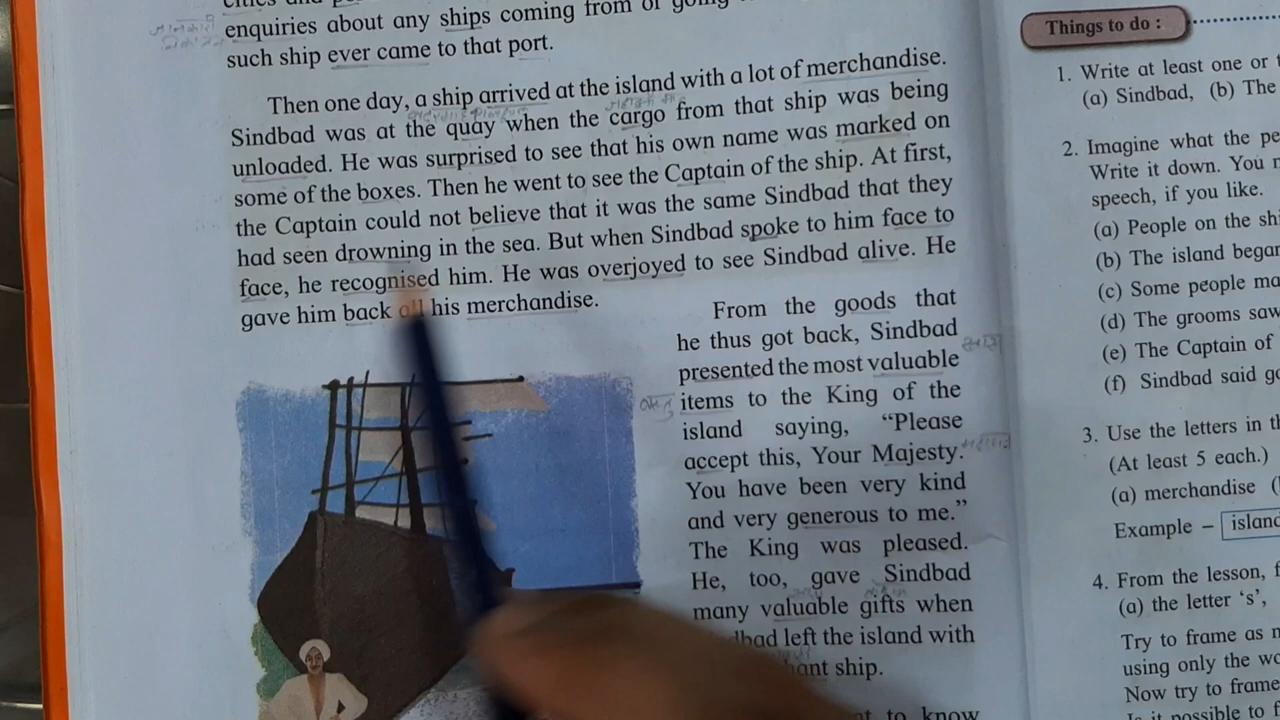 enquiries about any ships coming from or going
such ship ever came to that port.
Then one day, a ship arrived at the island with a lot of merchandise.
Sindbad was at the quay when the cargo from that ship was being
unloaded. He was surprised to see that his own name was marked on
some of the boxes. Then he went to see the Captain of the ship. At first,
the Captain could not believe that it was the same Sindbad that they
had seen drowning in the sea. But when Sindbad spoke to him face to
face, he recognised him. He was overjoyed to see Sindbad alive. He
gave him back all his merchandise.
From the goods that
he thus got back, Sindbad
presented the most valuable
items to the King of the
island saying, “Please
accept this, Your Majesty.
You have been very kind
and very generous to me.”
The King was pleased.
He, too, gave Sindbad
many valuable gifts when
left the island with
ship.
to know
Things to do :
1. Write at least one or
(a) Sindbad, (b) The
2. Imagine what the
Write it down. You
speech, if you like.
(a) People on the
(b) The island began
(c) Some people
(d) The grooms saw
(e) The Captain of
(f) Sindbad said
3. Use the letters in
(At least 5 each.)
(a) merchandise
Example – island
4. From the lesson,
(a) the letter ‘s’,
Try to frame as
using only the
Now try to frame
Is it possible to